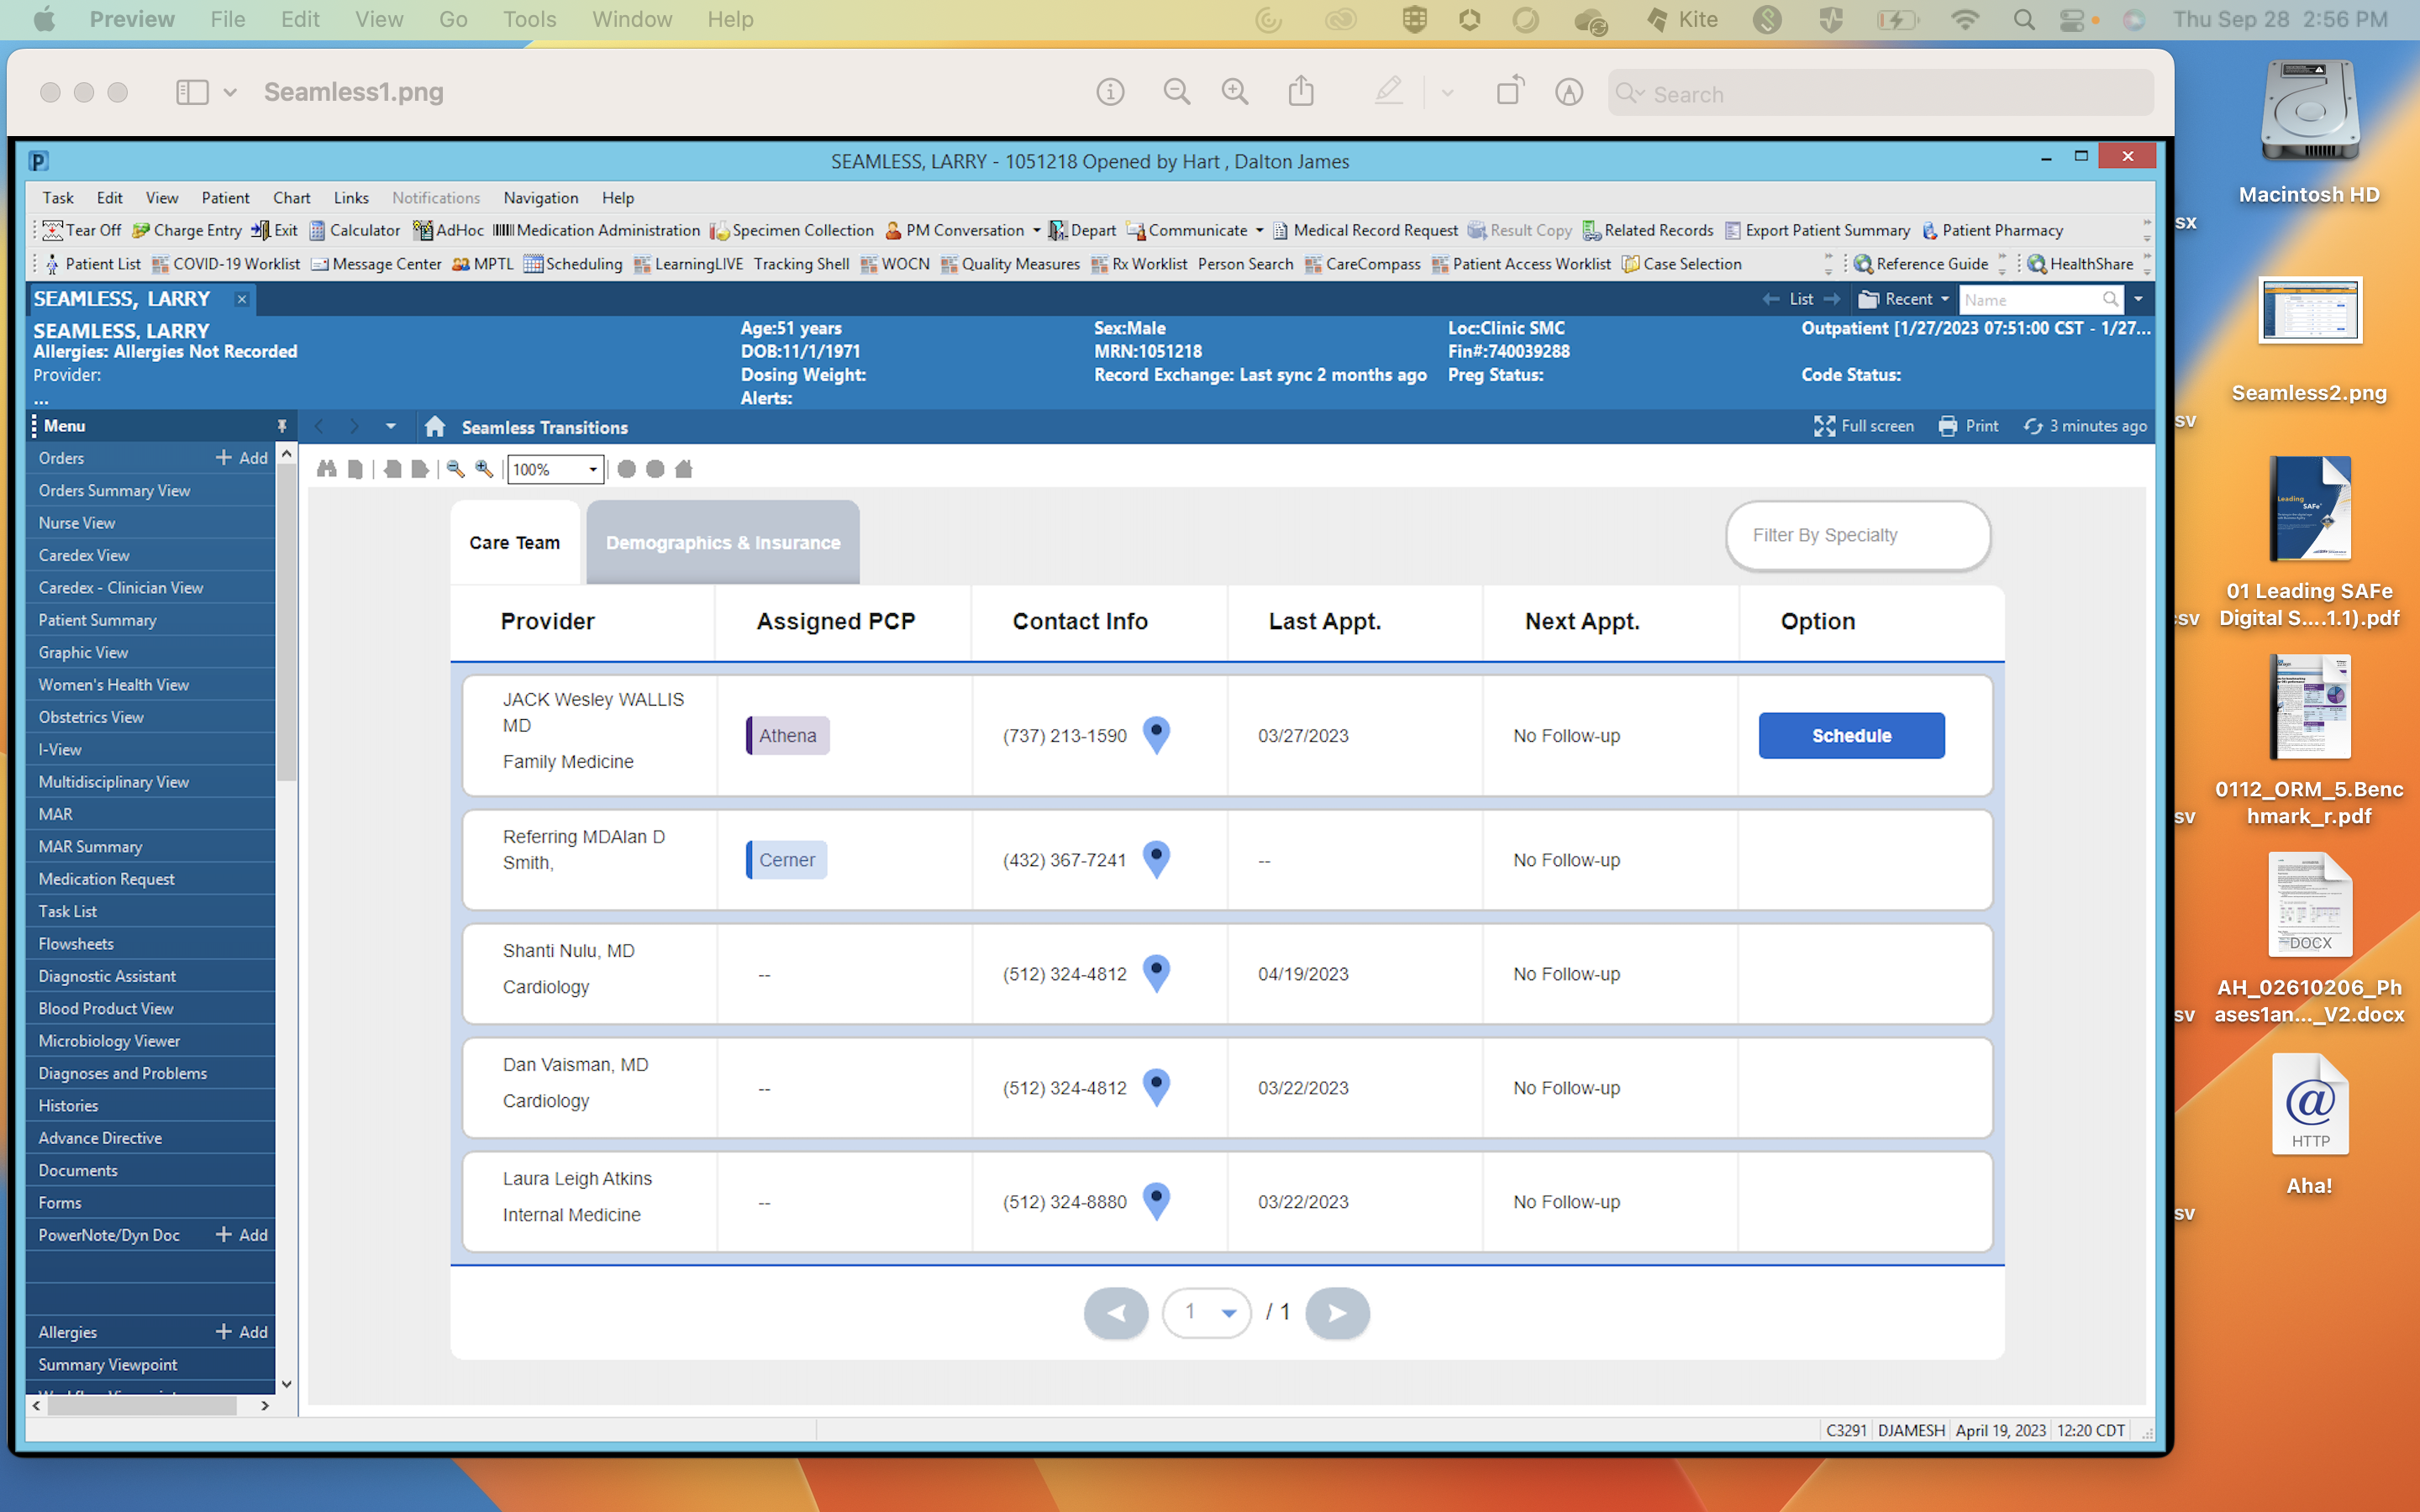 Preview File Edit View Go Tools Window Help Kite Thu Sep 28 2:56 PM
Seamless1.png Search
SEAMLESS, LARRY - 1051218 Opened by Hart , Dalton James
Task Edit View Patient Chart Links Notifications Navigation Help
Tear Off Charge Entry Exit Calculator AdHoc Medication Administration Specimen Collection PM Conversation Depart Communicate Medical Record Request Result Copy Related Records Export Patient Summary Patient Pharmacy
Patient List COVID-19 Worklist Message Center MPTL Scheduling LearningLIVE Tracking Shell WOCN Quality Measures Rx Worklist Person Search CareCompass Patient Access Worklist Case Selection Reference Guide HealthShare
SEAMLESS, LARRY List Recent Name
SEAMLESS, LARRY Age:51 years Sex:Male Loc:Clinic SMC Outpatient [1/27/2023 07:51:00 CST - 1/27...
Allergies: Allergies Not Recorded DOB:11/1/1971 MRN:1051218 Fin#:740039288
Provider: Dosing Weight: Record Exchange: Last sync 2 months ago Preg Status: Code Status:
... Alerts:
Menu Seamless Transitions Full screen Print 3 minutes ago
Orders + Add
Orders Summary View
Nurse View
Caredex View
Caredex - Clinician View
Patient Summary
Graphic View
Women's Health View
Obstetrics View
I-View
Multidisciplinary View
MAR
MAR Summary
Medication Request
Task List
Flowsheets
Diagnostic Assistant
Blood Product View
Microbiology Viewer
Diagnoses and Problems
Histories
Advance Directive
Documents
Forms
PowerNote/Dyn Doc + Add
Allergies + Add
Summary Viewpoint
100%
Care Team Demographics & Insurance Filter By Specialty
Provider Assigned PCP Contact Info Last Appt. Next Appt. Option
JACK Wesley WALLIS
MD
Family Medicine
Athena (737) 213-1590 03/27/2023 No Follow-up Schedule
Referring MDAlan D
Smith,
Cerner (432) 367-7241 -- No Follow-up
Shanti Nulu, MD
Cardiology
-- (512) 324-4812 04/19/2023 No Follow-up
Dan Vaisman, MD
Cardiology
-- (512) 324-4812 03/22/2023 No Follow-up
Laura Leigh Atkins
Internal Medicine
-- (512) 324-8880 03/22/2023 No Follow-up
1 / 1
C3291 DJAMESH April 19, 2023 12:20 CDT
Macintosh HD
sx
Seamless2.png
sv
Leading
SAFe
01 Leading SAFe
Digital S....1.1).pdf
sv
0112_ORM_5.Benc
hmark_r.pdf
sv
DOCX
AH_02610206_Ph
ases1an..._V2.docx
sv
@
HTTP
Aha!
sv